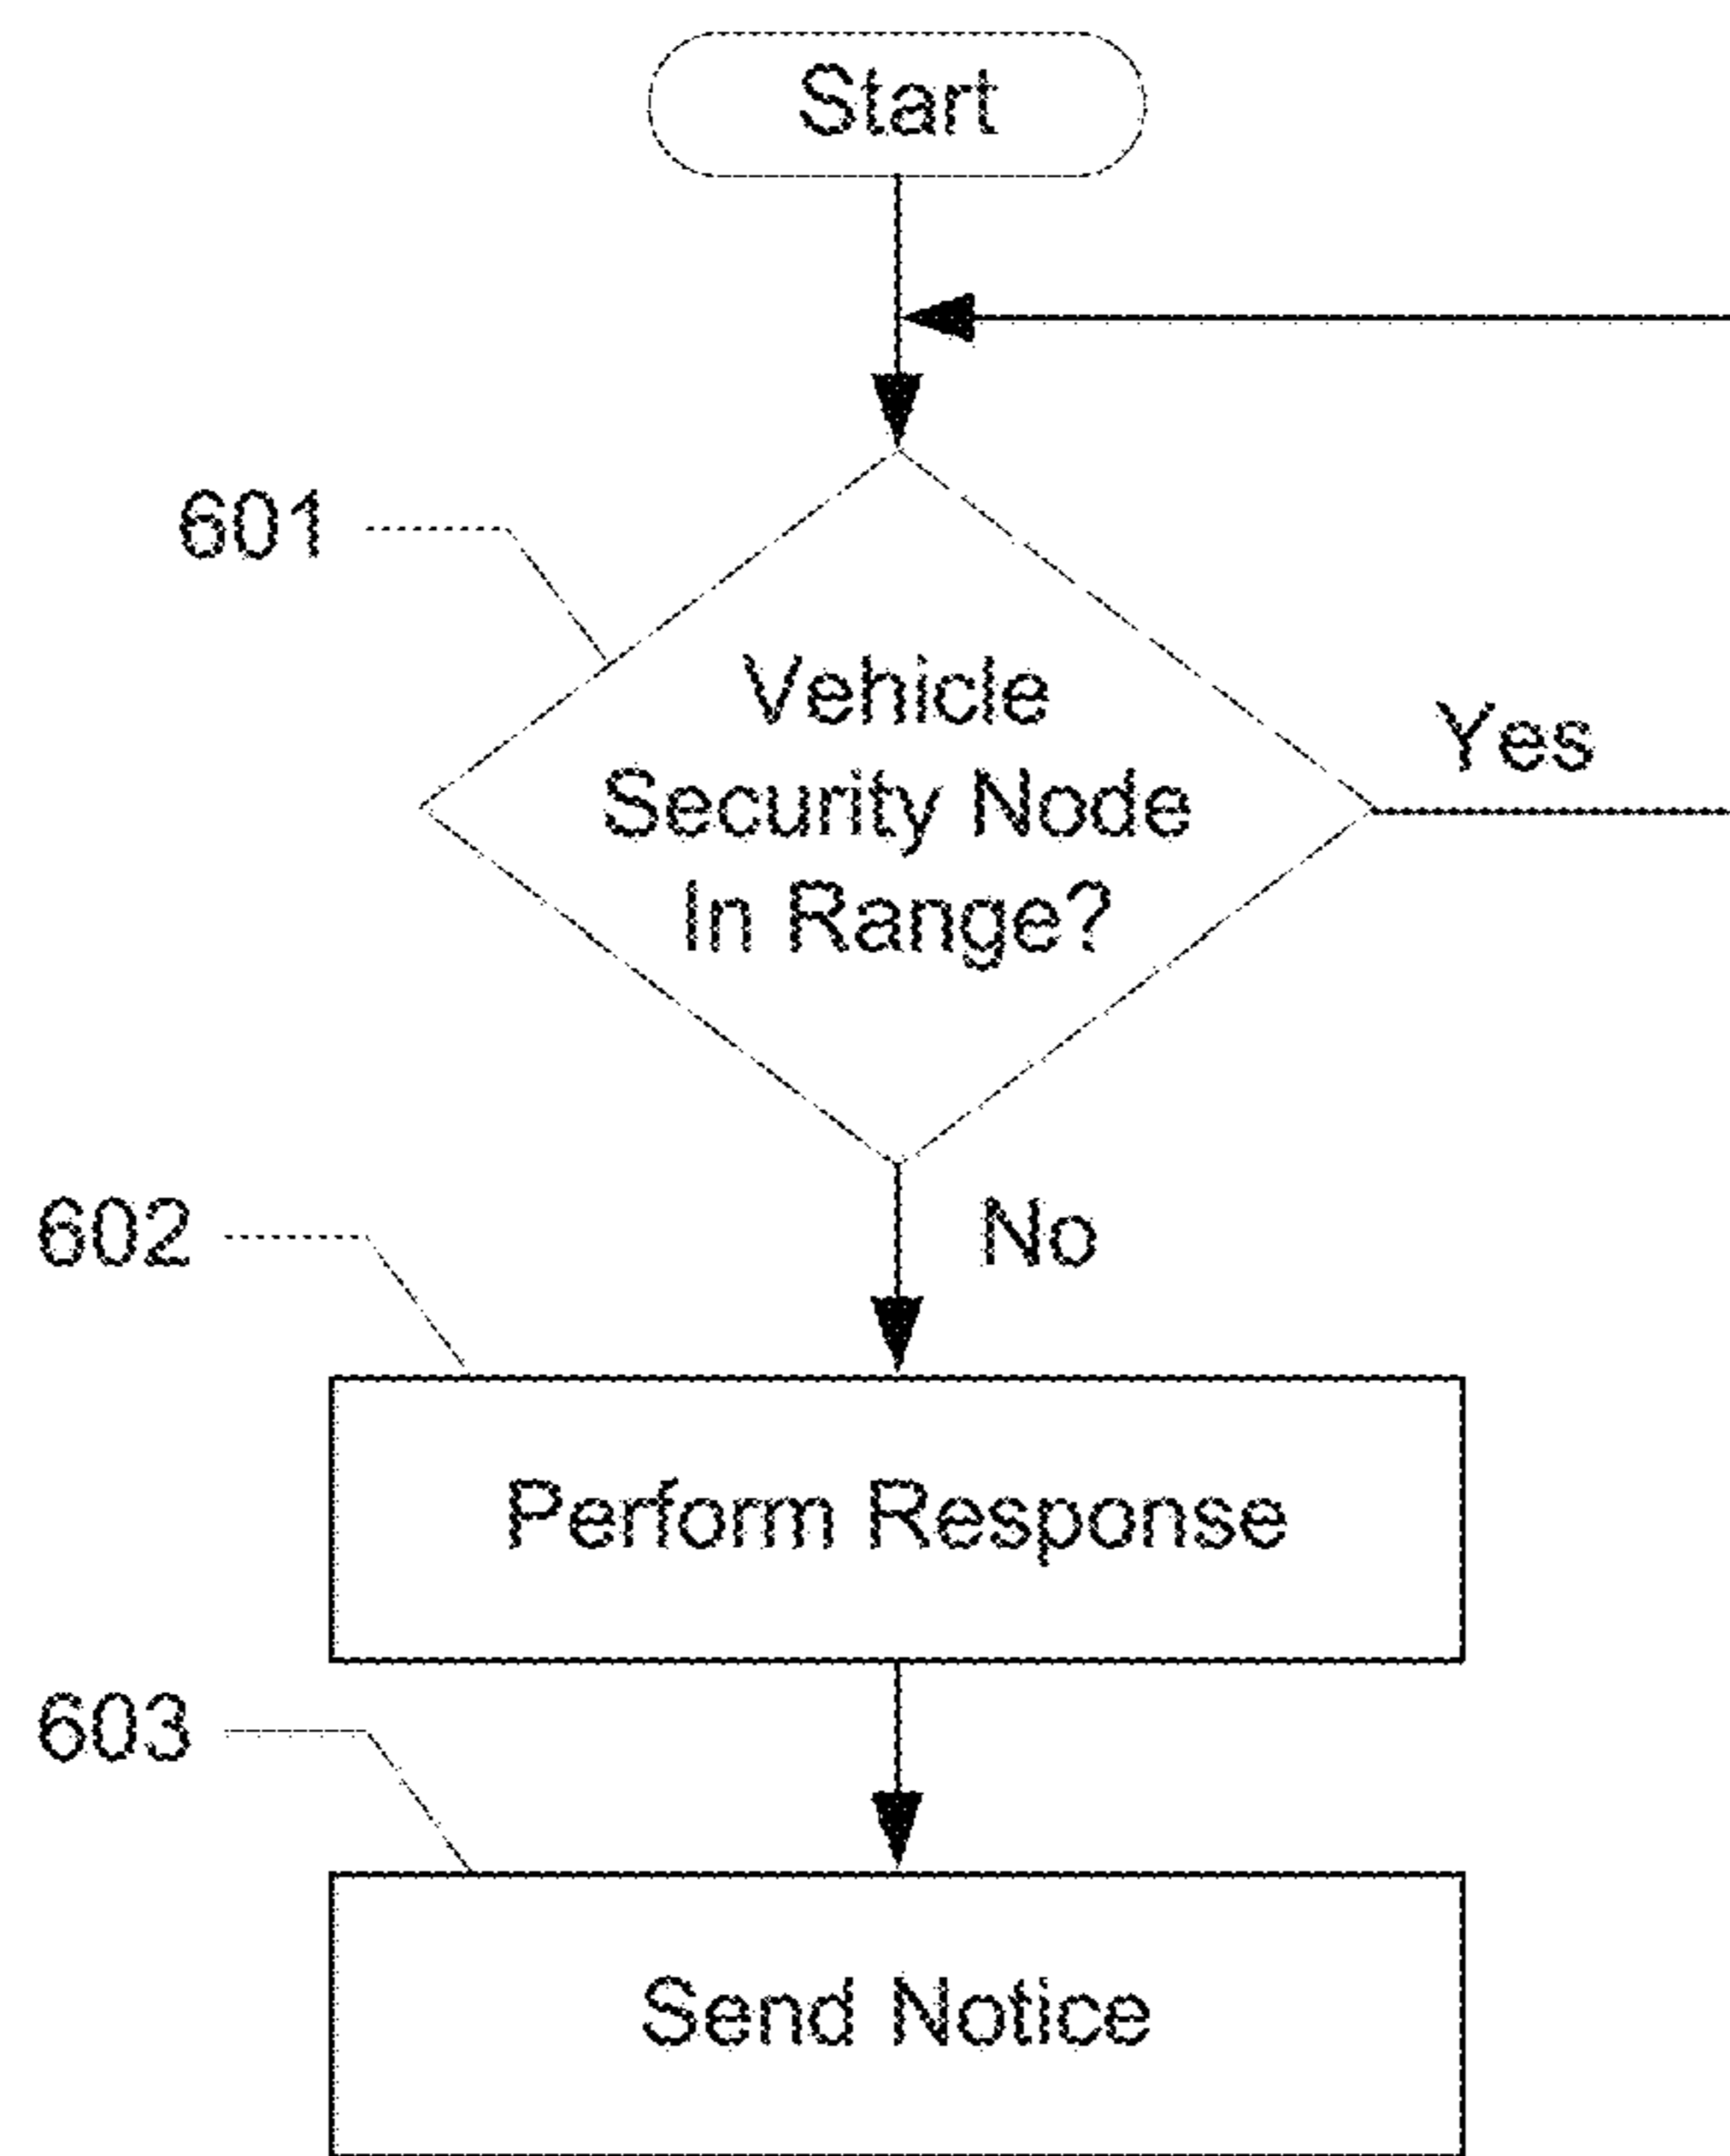 Start
601
Vehicle
Security Node
In Range?
Yes
602
No
Perform Response
603
Send Notice